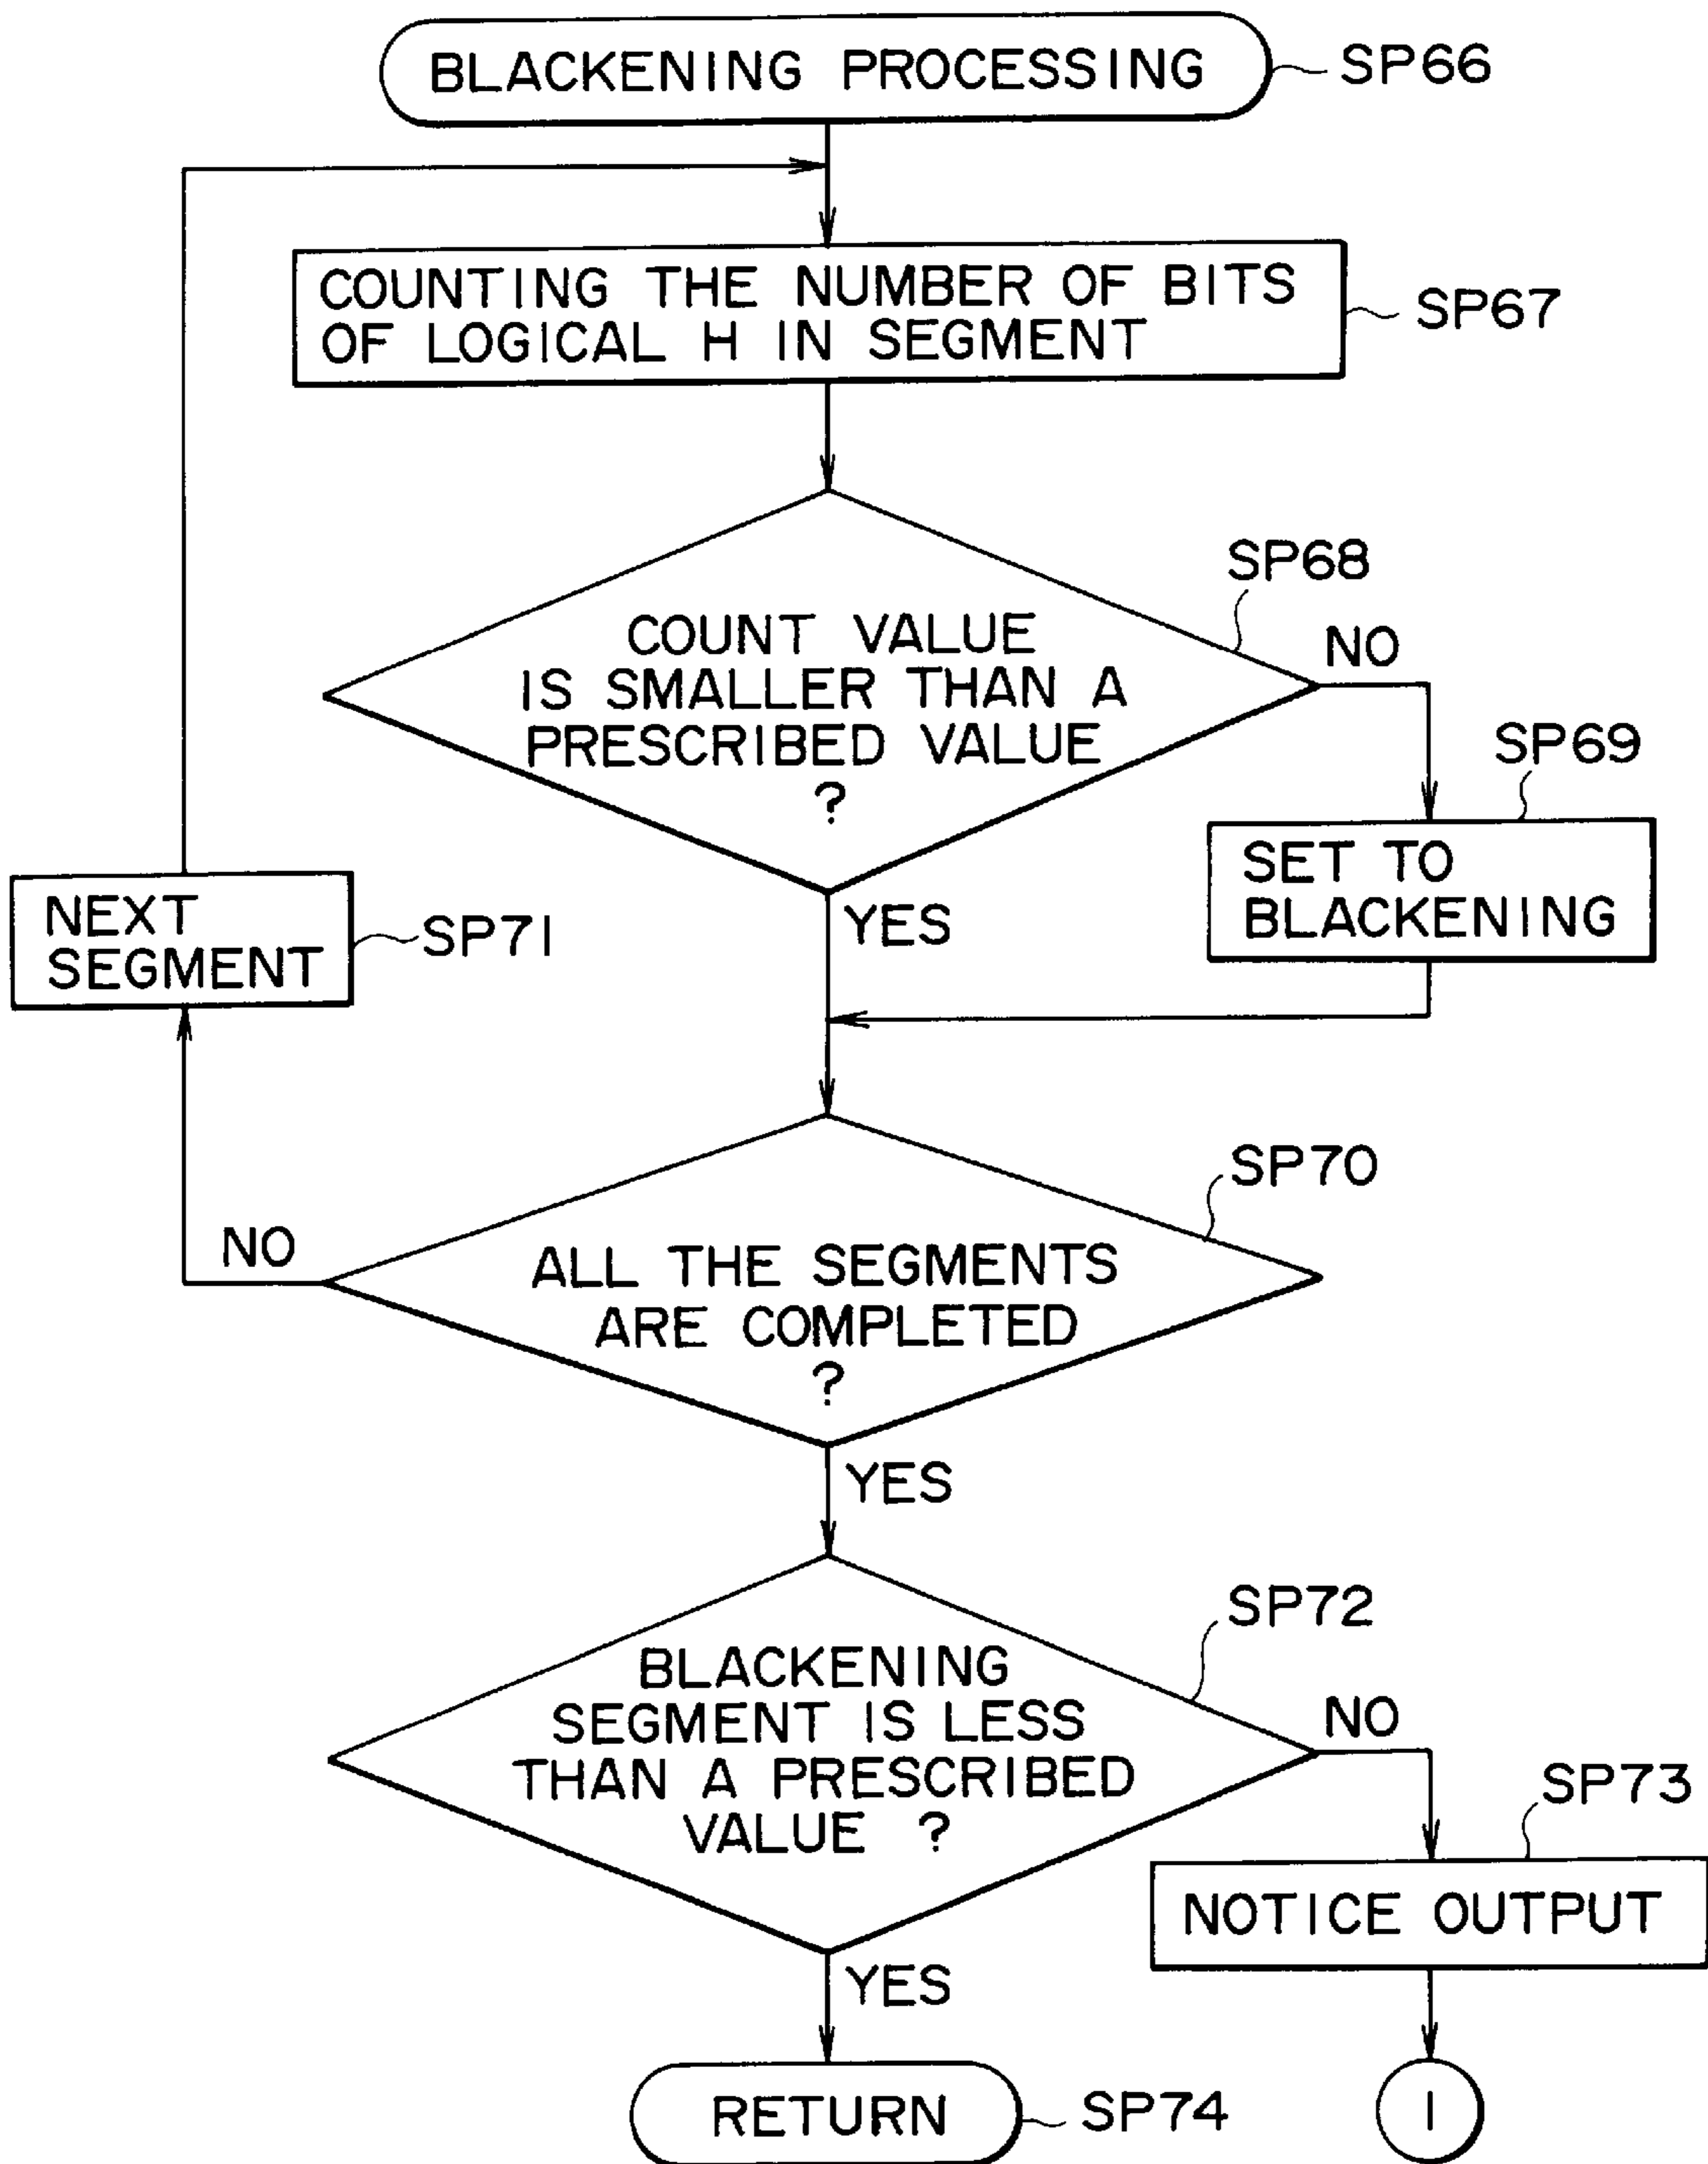 BLACKENING PROCESSING
SP66
COUNTING THE NUMBER OF BITS
OF LOGICAL H IN SEGMENT
SP67
SP68
COUNT VALUE
IS SMALLER THAN A
PRESCRIBED VALUE
?
NO
YES
SP69
SET TO
BLACKENING
NEXT
SEGMENT
SP71
SP70
ALL THE SEGMENTS
ARE COMPLETED
?
NO
YES
SP72
BLACKENING
SEGMENT IS LESS
THAN A PRESCRIBED
VALUE ?
NO
YES
SP73
NOTICE OUTPUT
RETURN
SP74
1